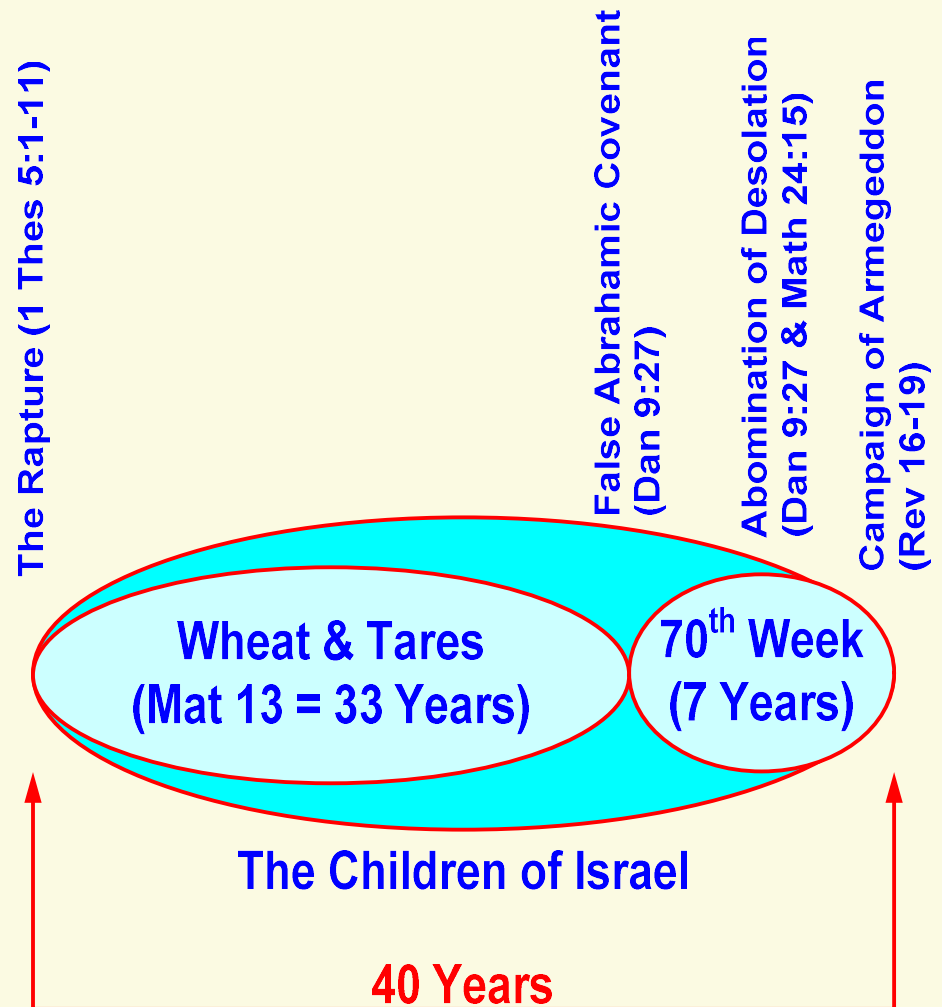 The Rapture (1 Thes 5:1-11)
False Abrahamic Covenant
(Dan 9:27)
Abomination of Desolation
(Dan 9:27 & Math 24:15)
Campaign of Armegeddon
(Rev 16-19)
Wheat & Tares
(Mat 13 = 33 Years)
70th Week
(7 Years)
The Children of Israel
40 Years